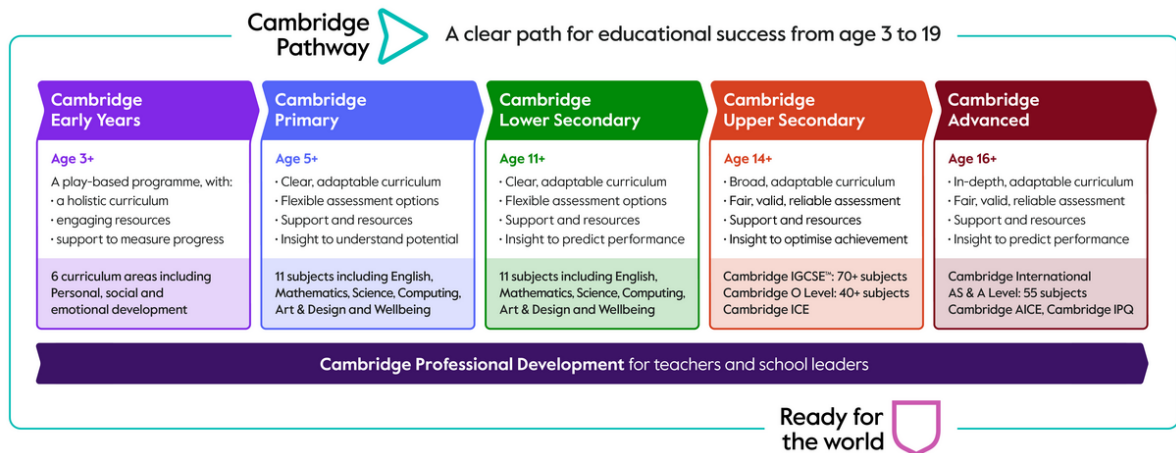 Cambridge
Pathway
A clear path for educational success from age 3 to 19
Cambridge
Early Years
Age 3+
A play-based programme, with:
· a holistic curriculum
· engaging resources
· support to measure progress
6 curriculum areas including
Personal, social and
emotional development
Cambridge
Primary
Age 5+
· Clear, adaptable curriculum
· Flexible assessment options
· Support and resources
· Insight to understand potential
11 subjects including English,
Mathematics, Science, Computing,
Art & Design and Wellbeing
Cambridge
Lower Secondary
Age 11+
· Clear, adaptable curriculum
· Flexible assessment options
· Support and resources
· Insight to predict performance
11 subjects including English,
Mathematics, Science, Computing,
Art & Design and Wellbeing
Cambridge
Upper Secondary
Age 14+
· Broad, adaptable curriculum
· Fair, valid, reliable assessment
· Support and resources
· Insight to optimise achievement
Cambridge IGCSE™: 70+ subjects
Cambridge O Level: 40+ subjects
Cambridge ICE
Cambridge
Advanced
Age 16+
· In-depth, adaptable curriculum
· Fair, valid, reliable assessment
· Support and resources
· Insight to predict performance
Cambridge International
AS & A Level: 55 subjects
Cambridge AICE, Cambridge IPQ
Cambridge Professional Development for teachers and school leaders
Ready for
the world